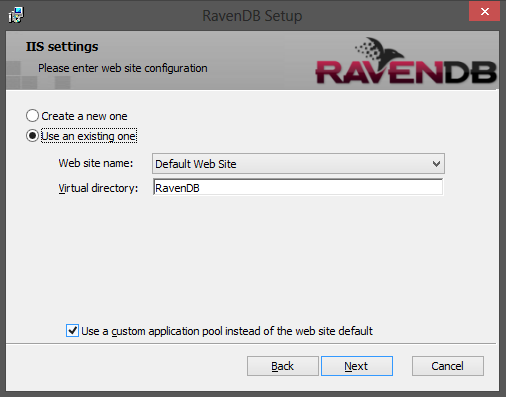 RavenDB Setup
IIS settings
Please enter web site configuration
RAVENDB
Create a new one
Use an existing one
Web site name: Default Web Site
Virtual directory: RavenDB
Use a custom application pool instead of the web site default
Back Next Cancel